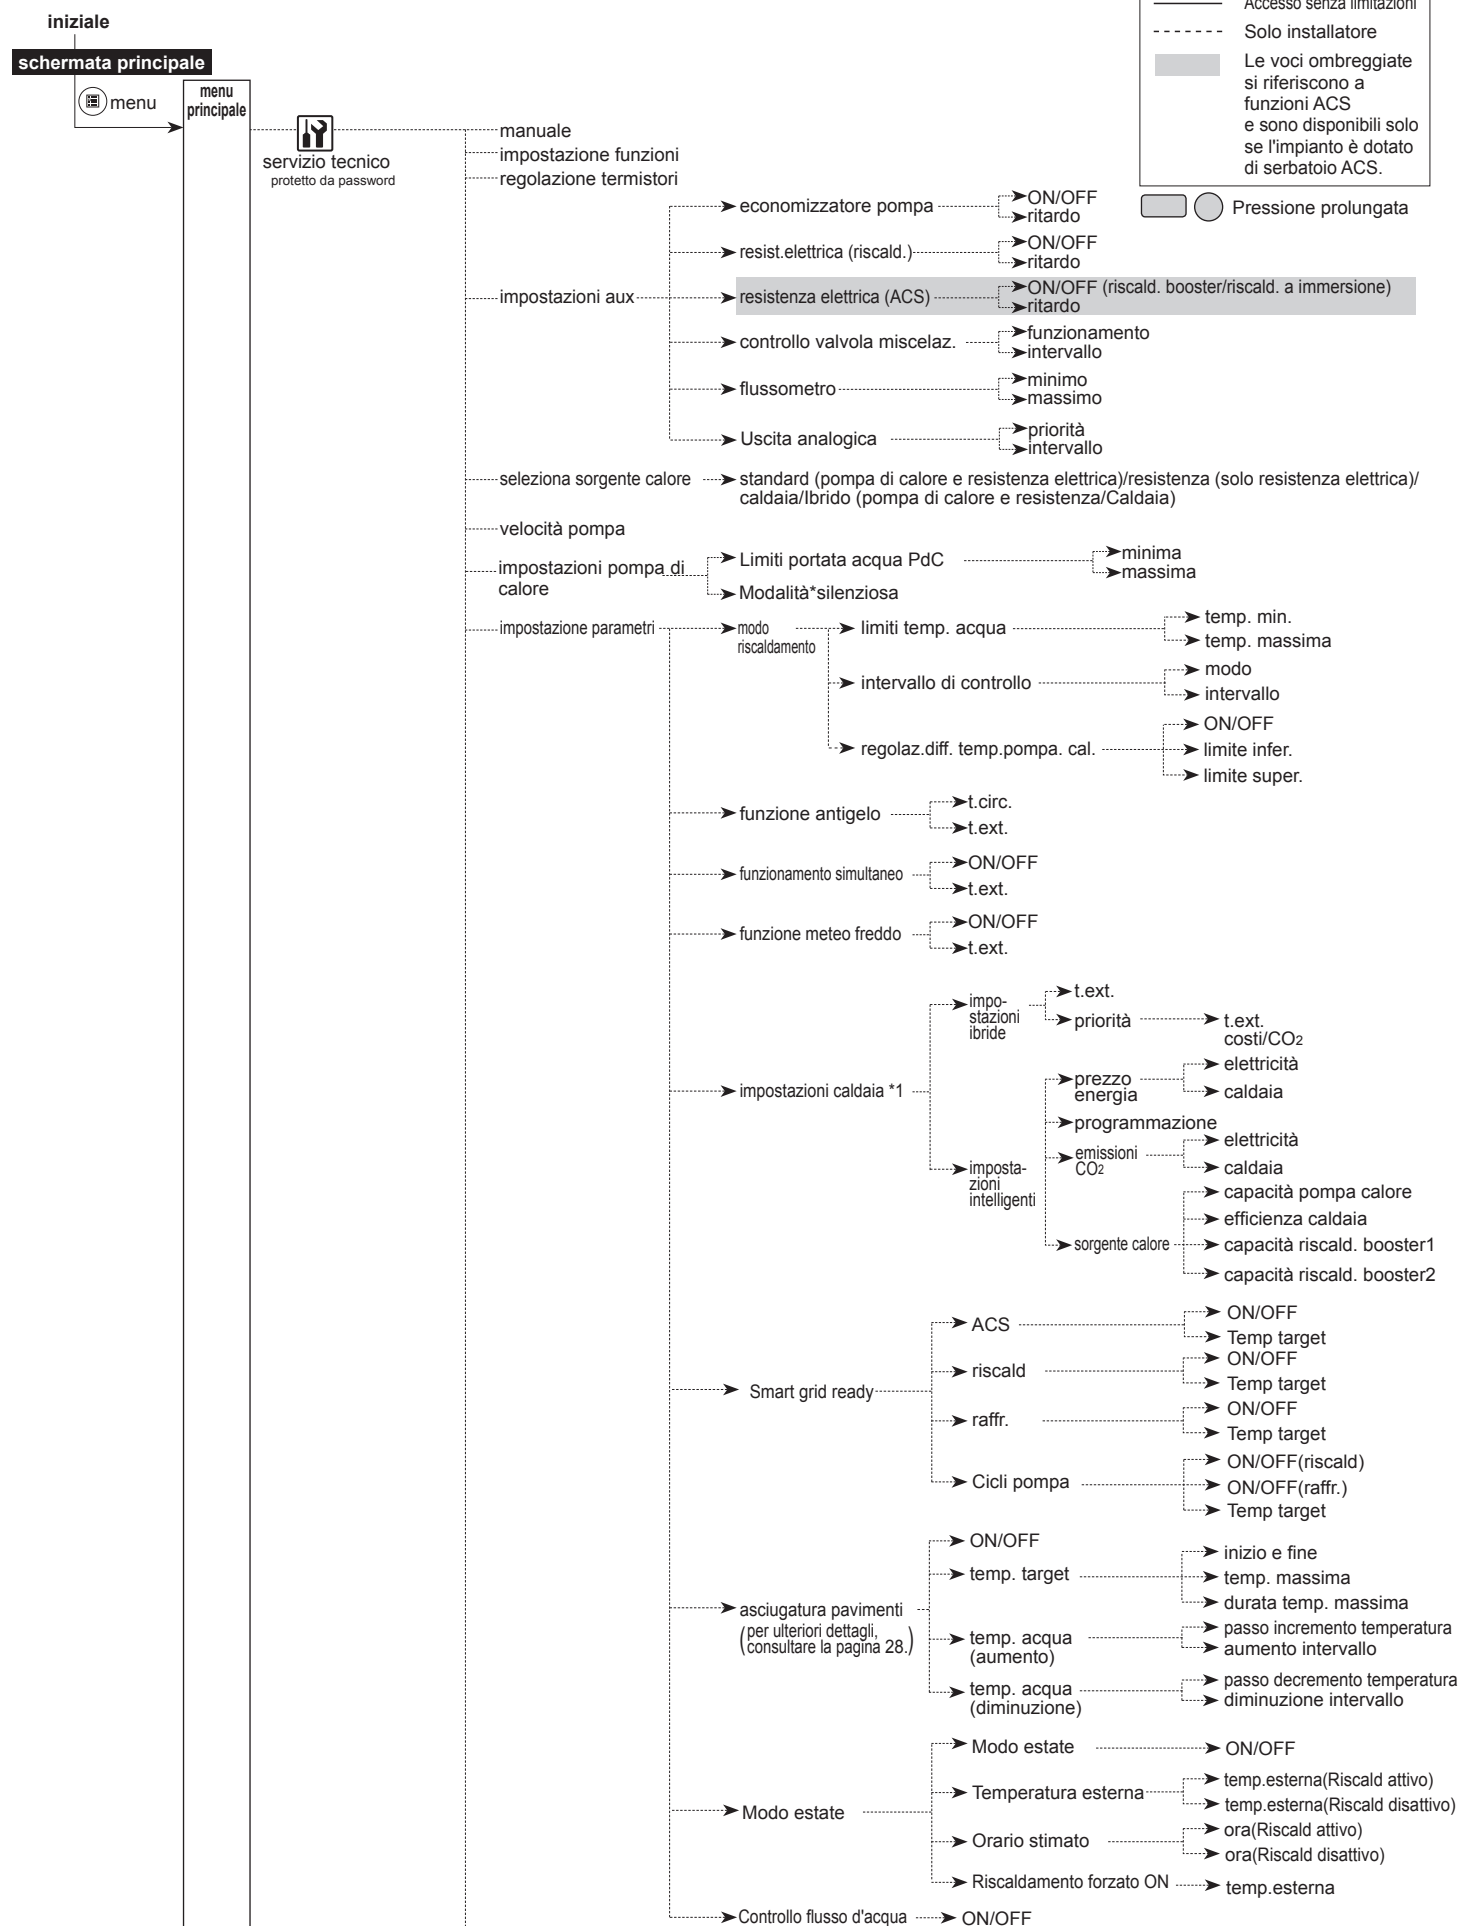 Accesso senza limitazioni
Solo installatore
Le voci ombreggiate
si riferiscono a
funzioni ACS
e sono disponibili solo
se l'impianto è dotato
di serbatoio ACS.
Pressione prolungata
iniziale
schermata principale
menu
menu
principale
servizio tecnico
protetto da password
manuale
impostazione funzioni
regolazione termistori
impostazioni aux
economizzatore pompa
ON/OFF
ritardo
resist.elettrica (riscald.)
ON/OFF
ritardo
resistenza elettrica (ACS)
ON/OFF (riscald. booster/riscald. a immersione)
ritardo
controllo valvola miscelaz.
funzionamento
intervallo
flussometro
minimo
massimo
Uscita analogica
priorità
intervallo
seleziona sorgente calore
standard (pompa di calore e resistenza elettrica)/resistenza (solo resistenza elettrica)/
caldaia/Ibrido (pompa di calore e resistenza/Caldaia)
velocità pompa
impostazioni pompa di
calore
Limiti portata acqua PdC
minima
massima
Modalità*silenziosa
impostazione parametri
modo
riscaldamento
limiti temp. acqua
temp. min.
temp. massima
intervallo di controllo
modo
intervallo
regolaz.diff. temp.pompa. cal.
ON/OFF
limite infer.
limite super.
funzione antigelo
t.circ.
t.ext.
funzionamento simultaneo
ON/OFF
t.ext.
funzione meteo freddo
ON/OFF
t.ext.
impostazioni caldaia *1
impo-
stazioni
ibride
t.ext.
priorità
t.ext.
costi/CO2
imposta-
zioni
intelligenti
prezzo
energia
elettricità
caldaia
programmazione
emissioni
CO2
elettricità
caldaia
sorgente calore
capacità pompa calore
efficienza caldaia
capacità riscald. booster1
capacità riscald. booster2
Smart grid ready
ACS
ON/OFF
Temp target
riscald
ON/OFF
Temp target
raffr.
ON/OFF
Temp target
Cicli pompa
ON/OFF(riscald)
ON/OFF(raffr.)
Temp target
asciugatura pavimenti
(per ulteriori dettagli,
consultare la pagina 28.)
ON/OFF
temp. target
inizio e fine
temp. massima
durata temp. massima
temp. acqua
(aumento)
passo incremento temperatura
aumento intervallo
temp. acqua
(diminuzione)
passo decremento temperatura
diminuzione intervallo
Modo estate
Modo estate
ON/OFF
Temperatura esterna
temp.esterna(Riscald attivo)
temp.esterna(Riscald disattivo)
Orario stimato
ora(Riscald attivo)
ora(Riscald disattivo)
Riscaldamento forzato ON
temp.esterna
Controllo flusso d'acqua
ON/OFF